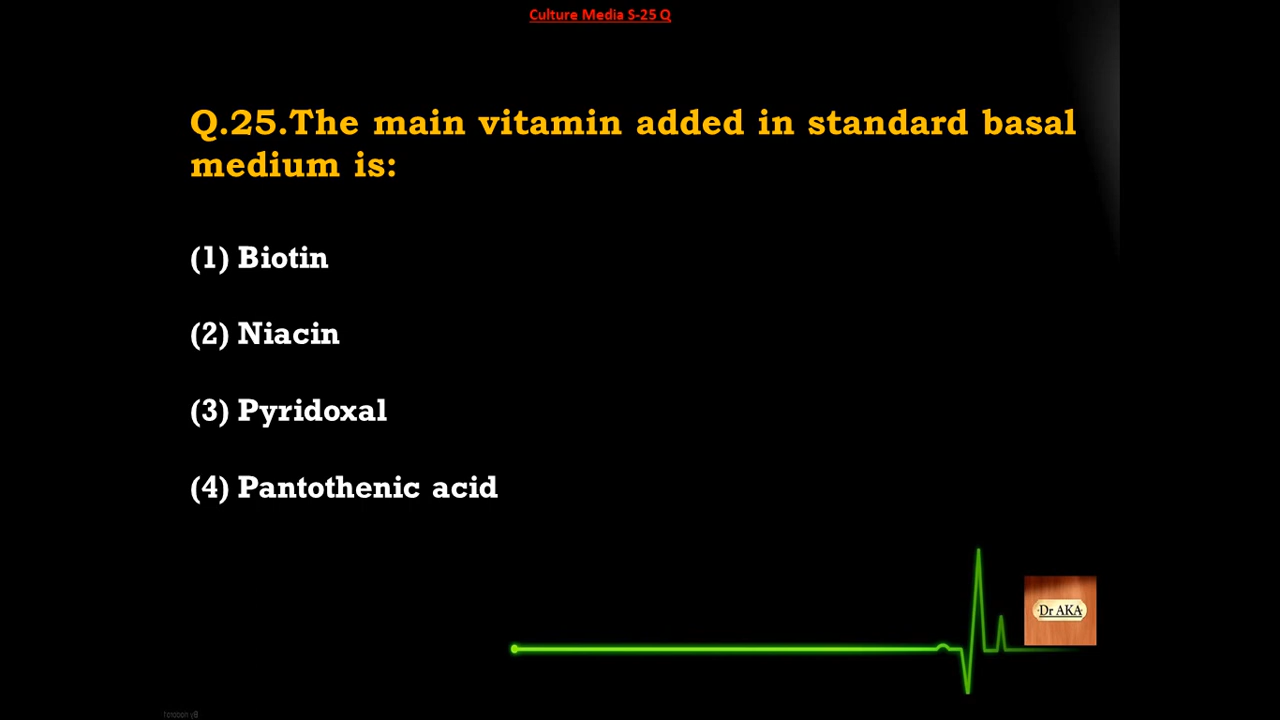 Culture Media S-25 Q
Q.25.The main vitamin added in standard basal
medium is:
(1) Biotin
(2) Niacin
(3) Pyridoxal
(4) Pantothenic acid
Dr AKA